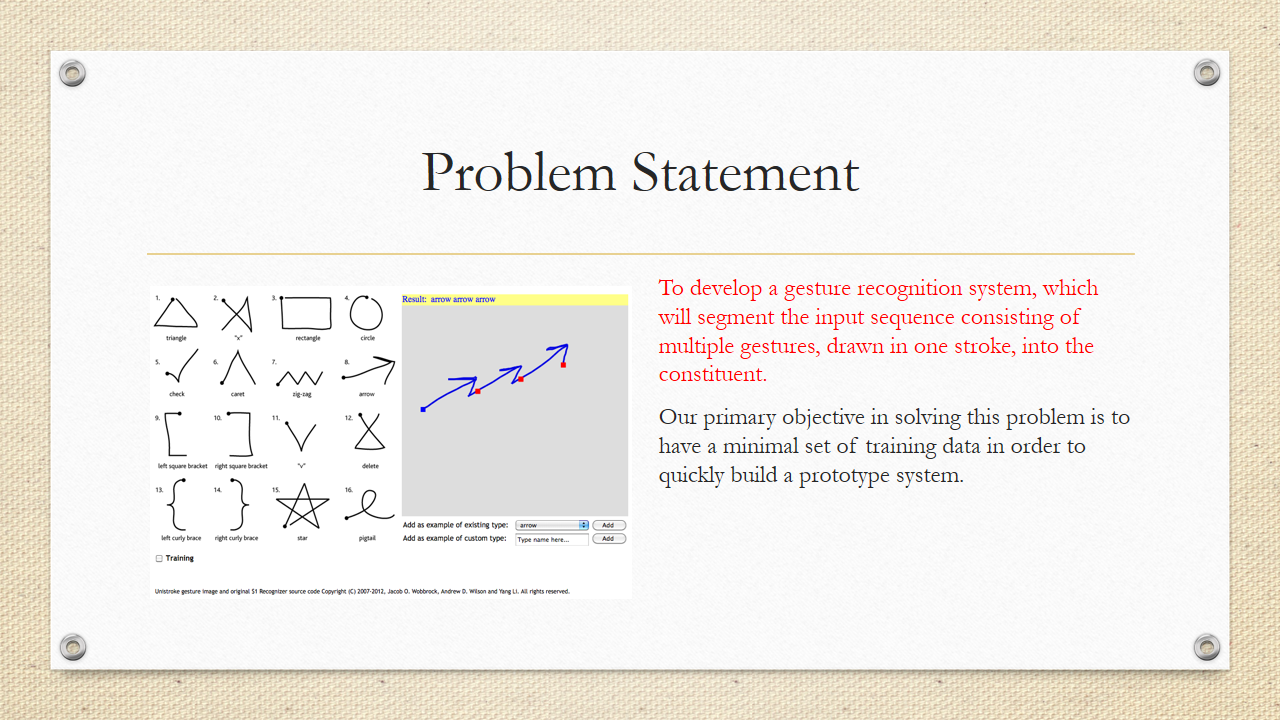 Problem Statement
1.
2.
3.
4.
triangle
"x"
rectangle
circle
5.
6.
7.
8.
check
caret
zig-zag
arrow
9.
10.
11.
12.
left square bracket
right square bracket
"v"
delete
13.
14.
15.
16.
left curly brace
right curly brace
star
pigtail
Training
Result: arrow arrow arrow
Add as example of existing type:
arrow
Add
Add as example of custom type:
Type name here...
Add
Unistroke gesture image and original $1 Recognizer source code Copyright (C) 2007-2012, Jacob O. Wobbrock, Andrew D. Wilson and Yang Li. All rights reserved.
To develop a gesture recognition system, which
will segment the input sequence consisting of
multiple gestures, drawn in one stroke, into the
constituent.
Our primary objective in solving this problem is to
have a minimal set of training data in order to
quickly build a prototype system.